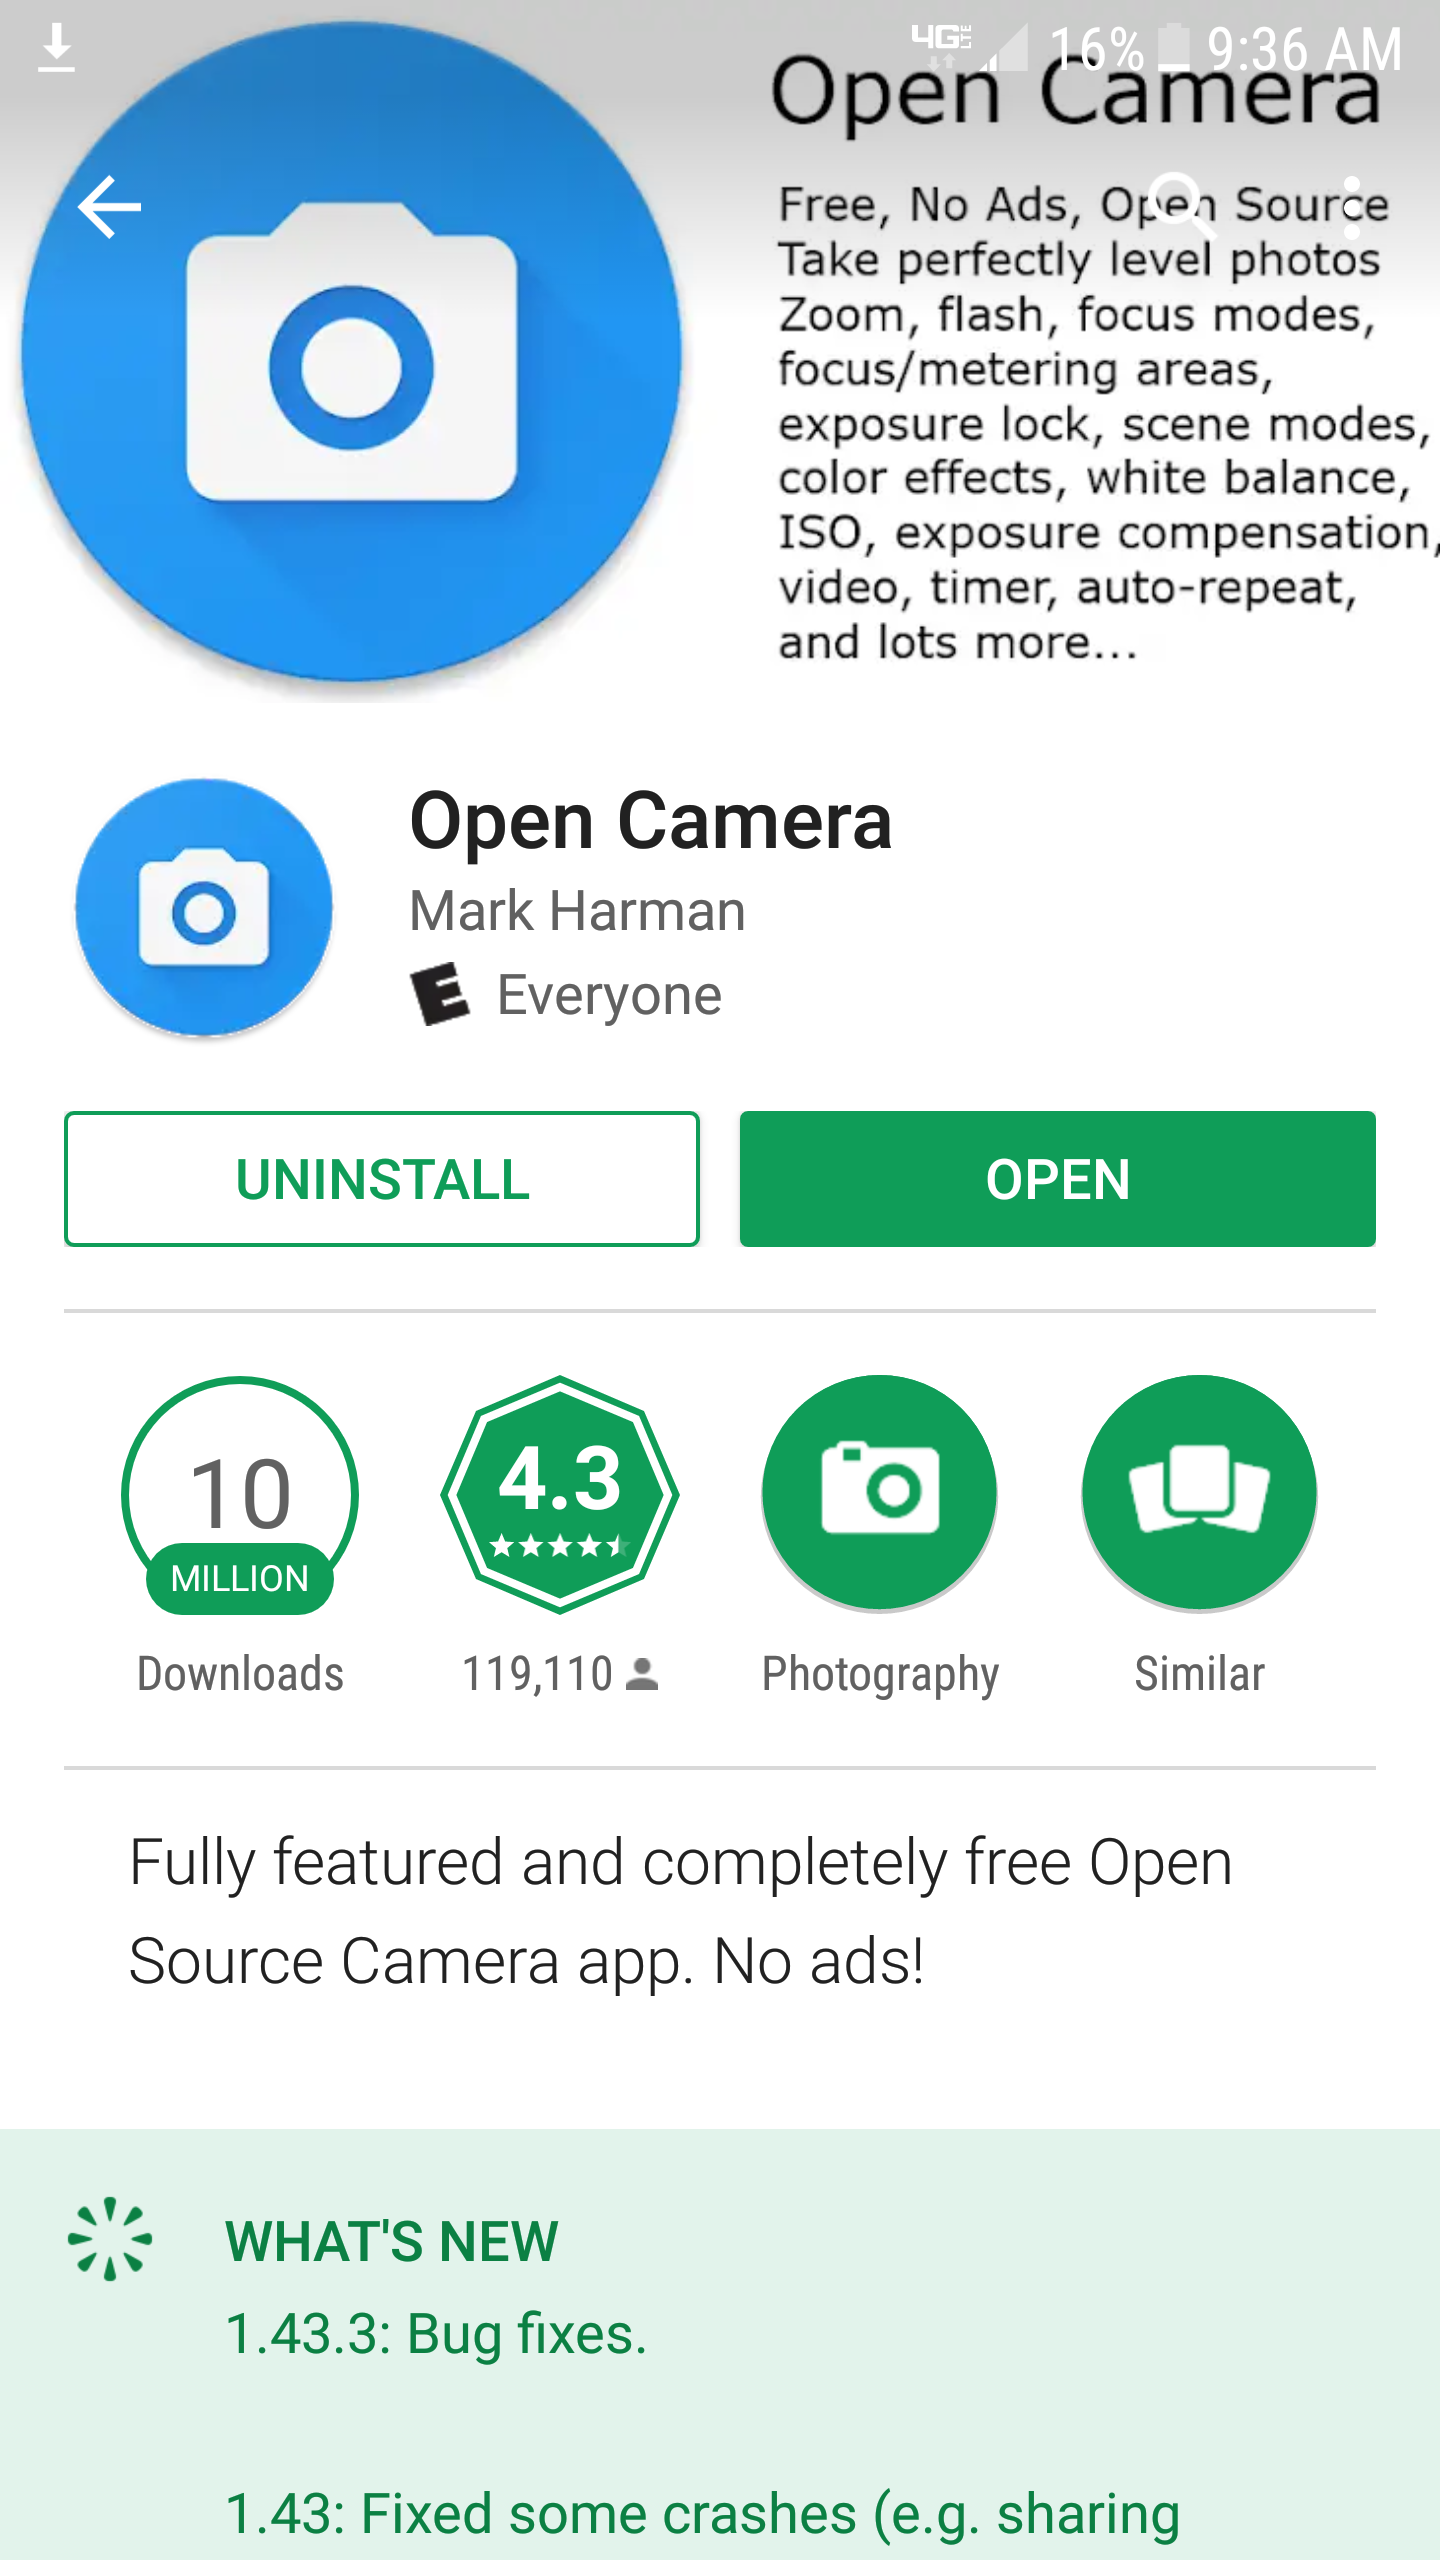 4G LTE 16% 9:36 AM
Open Camera
Free, No Ads, Open Source
Take perfectly level photos
Zoom, flash, focus modes,
focus/metering areas,
exposure lock, scene modes,
color effects, white balance,
ISO, exposure compensation,
video, timer, auto-repeat,
and lots more...
Open Camera
Mark Harman
E Everyone
UNINSTALL OPEN
10 4.3
MILLION
Downloads 119,110 Photography Similar
Fully featured and completely free Open
Source Camera app. No ads!
WHAT'S NEW
1.43.3: Bug fixes.
1.43: Fixed some crashes (e.g. sharing